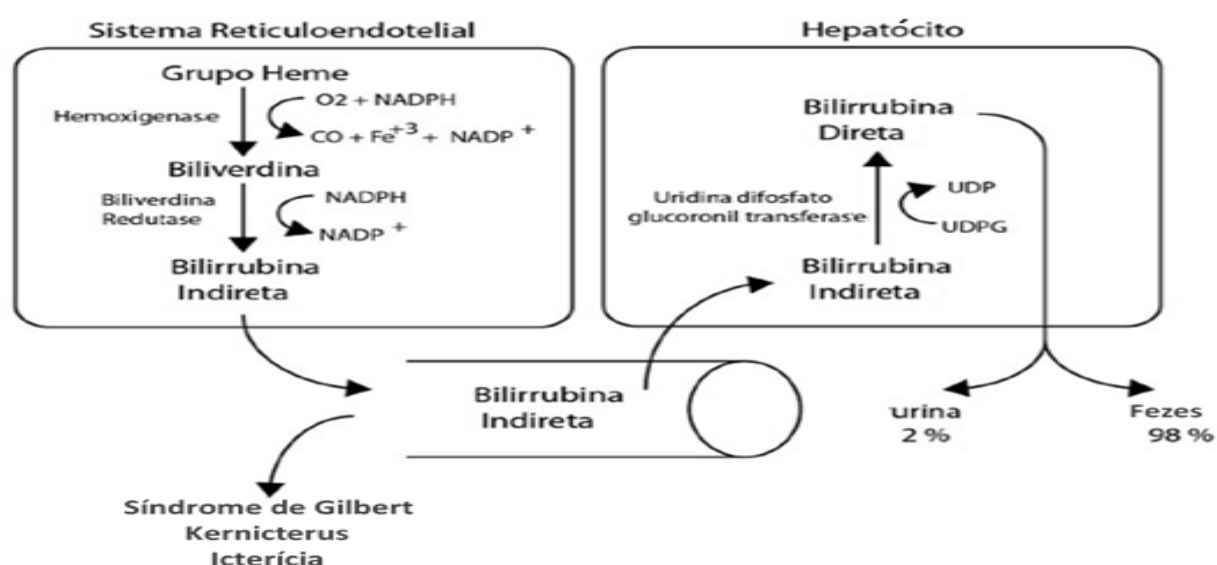 Sistema Reticuloendotelial
Grupo Heme
Hemoxigenase
O2 + NADPH
CO + Fe+3 + NADP +
Biliverdina
Biliverdina
Redutase
NADPH
NADP +
Bilirrubina
Indireta
Hepatócito
Bilirrubina
Direta
Uridina difosfato
glucoronil transferase
UDP
UDPG
Bilirrubina
Indireta
Bilirrubina
Indireta
urina
2 %
Fezes
98 %
Síndrome de Gilbert
Kernicterus
Icterícia